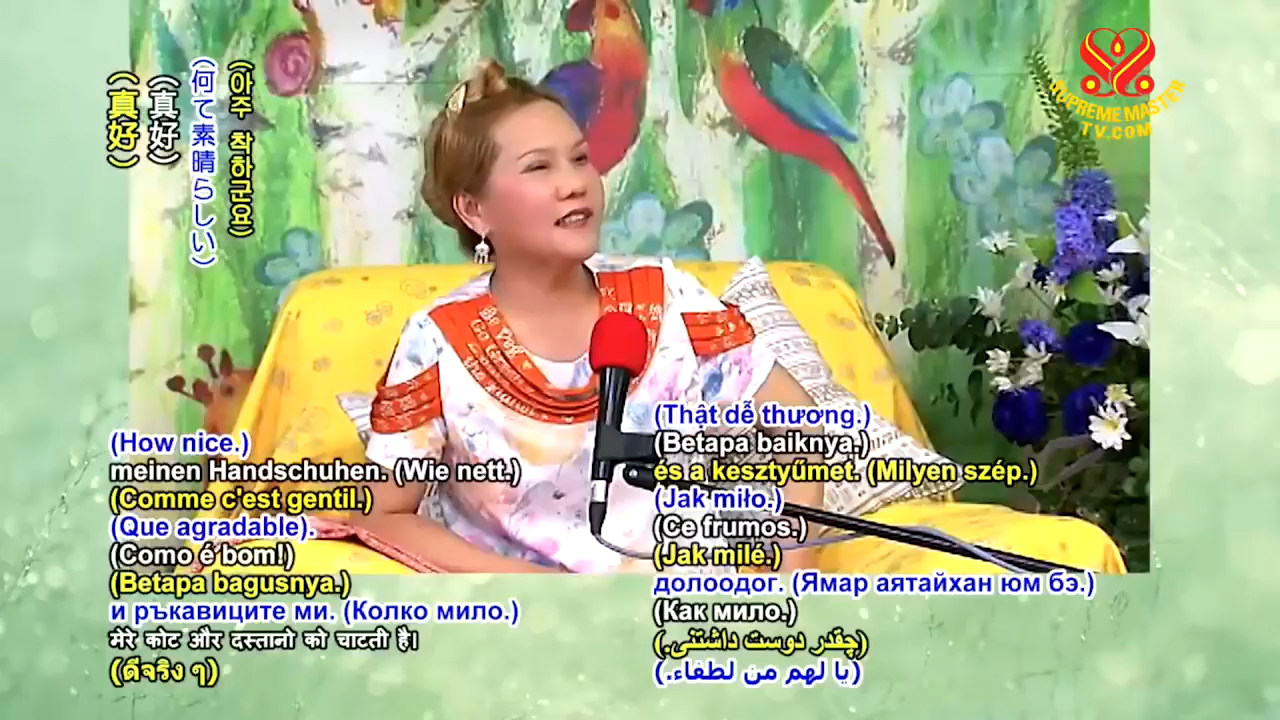 (아주 착하군요)
(何て素晴らしい)
(真好)
(真好)
SUPREME MASTER
TV.COM
(How nice.)
meinen Handschuhen. (Wie nett.)
(Comme c'est gentil.)
(Que agradable).
(Como é bom!)
(Betapa bagusnya.)
и ръкавиците ми. (Колко мило.)
मेरे कोट और दस्तानो को चाटती है।
(ดีจริง ๆ)
(Thật dễ thương.)
(Betapa baiknya.)
és a kesztyűmet. (Milyen szép.)
(Jak miło.)
(Ce frumos.)
(Jak milé.)
долоодог. (Ямар аятайхан юм бэ.)
(Как мило.)
(چقدر دوست داشتنی.)
(يا لهم من لطفاء.)